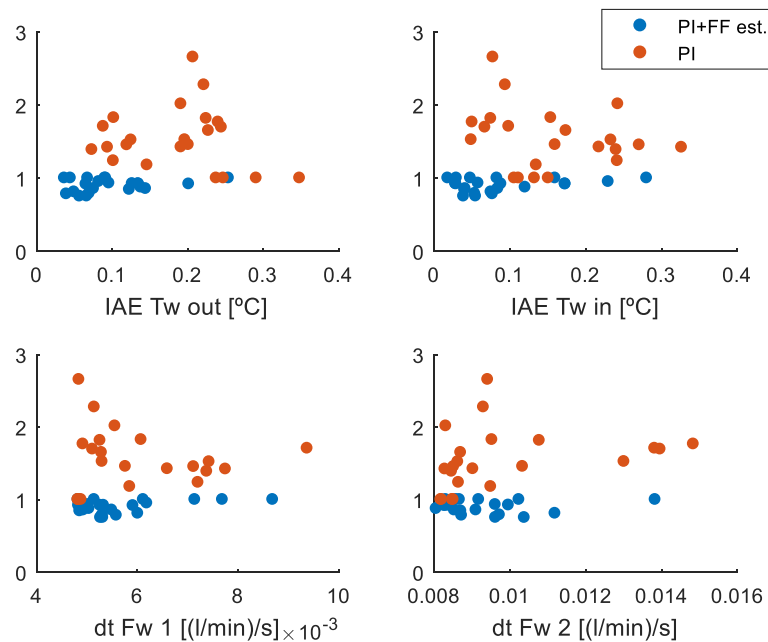 PI+FF est.
PI
3
2
1
0
0 0.1 0.2 0.3 0.4
IAE Tw out [ºC]
3
2
1
0
0 0.1 0.2 0.3 0.4
IAE Tw in [ºC]
3
2
1
0
4 6 8 10
dt Fw 1 [(l/min)/s] ×10-3
3
2
1
0
0.008 0.01 0.012 0.014 0.016
dt Fw 2 [(l/min)/s]